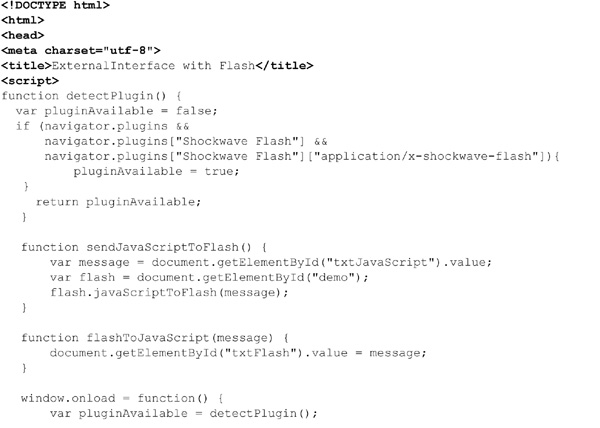 <!DOCTYPE html>
<html>
<head>
<meta charset="utf-8">
<title>ExternalInterface with Flash</title>
<script>
function detectPlugin() {
  var pluginAvailable = false;
  if (navigator.plugins &&
      navigator.plugins["Shockwave Flash"] &&
      navigator.plugins["Shockwave Flash"]["application/x-shockwave-flash"]){
          pluginAvailable = true;
   }
     return pluginAvailable;
   }

   function sendJavaScriptToFlash() {
       var message = document.getElementById("txtJavaScript").value;
       var flash = document.getElementById("demo");
       flash.javaScriptToFlash(message);
   }

   function flashToJavaScript(message) {
       document.getElementById("txtFlash").value = message;
   }

   window.onload = function() {
       var pluginAvailable = detectPlugin();